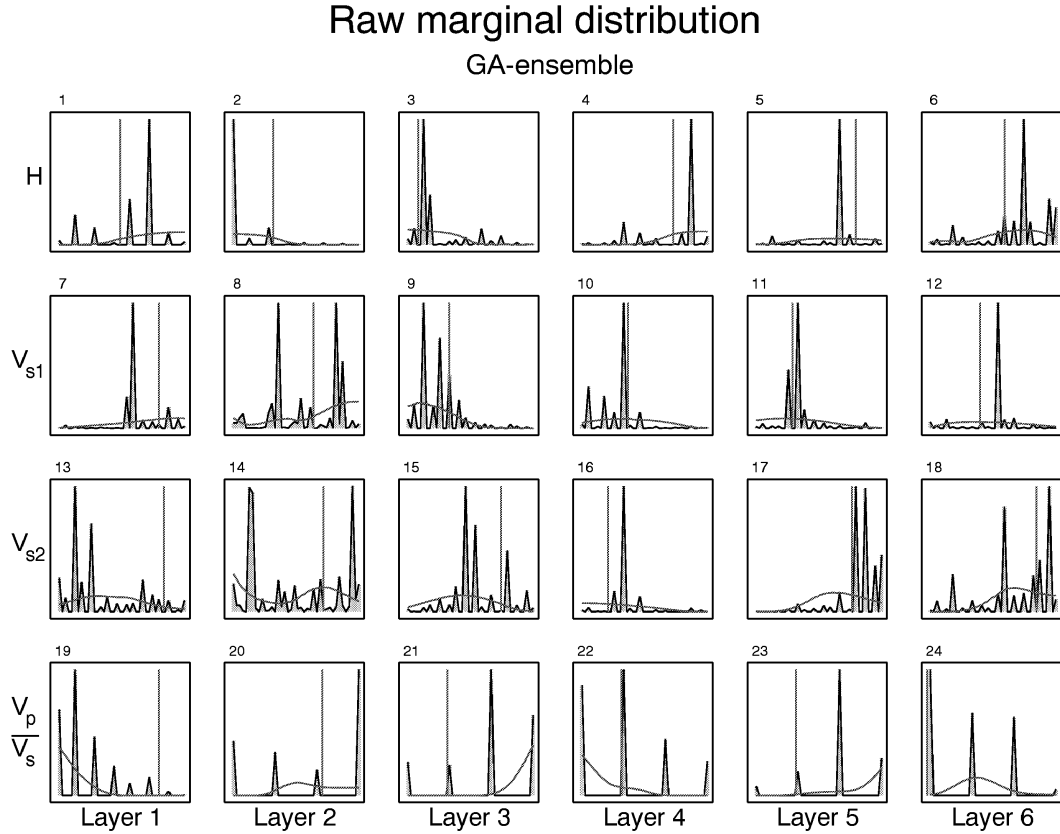 Raw marginal distribution
GA-ensemble
1 2 3 4 5 6
H
7 8 9 10 11 12
Vs1
13 14 15 16 17 18
Vs2
19 20 21 22 23 24
Vp
Vs
Layer 1 Layer 2 Layer 3 Layer 4 Layer 5 Layer 6